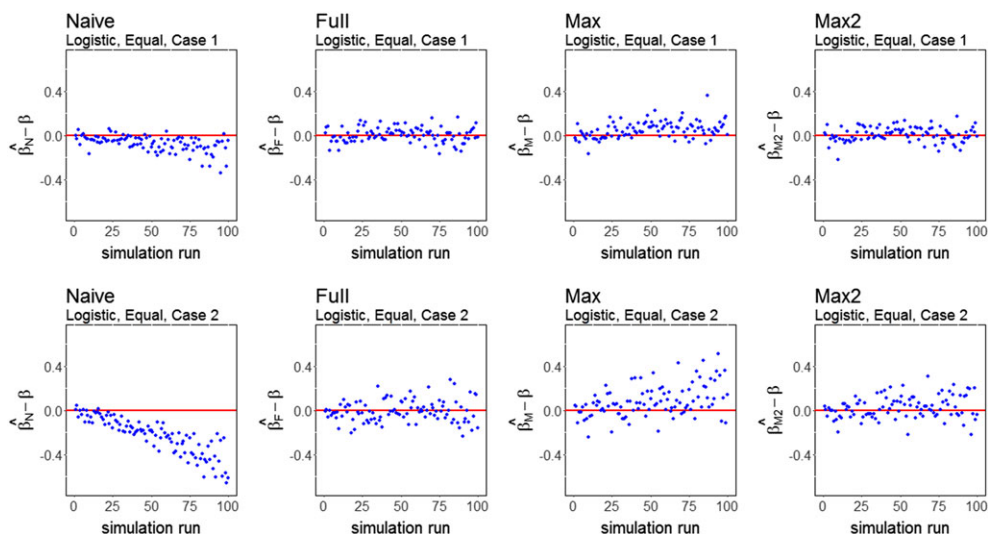 Naive Full Max Max2
Logistic, Equal, Case 1 Logistic, Equal, Case 1 Logistic, Equal, Case 1 Logistic, Equal, Case 1
0.4 0.4 0.4 0.4
0.0 0.0 0.0 0.0
-0.4 -0.4 -0.4 -0.4
β̂N − β β̂F − β β̂M − β β̂M2 − β
0 25 50 75 100 0 25 50 75 100 0 25 50 75 100 0 25 50 75 100
simulation run simulation run simulation run simulation run
Naive Full Max Max2
Logistic, Equal, Case 2 Logistic, Equal, Case 2 Logistic, Equal, Case 2 Logistic, Equal, Case 2
0.4 0.4 0.4 0.4
0.0 0.0 0.0 0.0
-0.4 -0.4 -0.4 -0.4
β̂N − β β̂F − β β̂M − β β̂M2 − β
0 25 50 75 100 0 25 50 75 100 0 25 50 75 100 0 25 50 75 100
simulation run simulation run simulation run simulation run